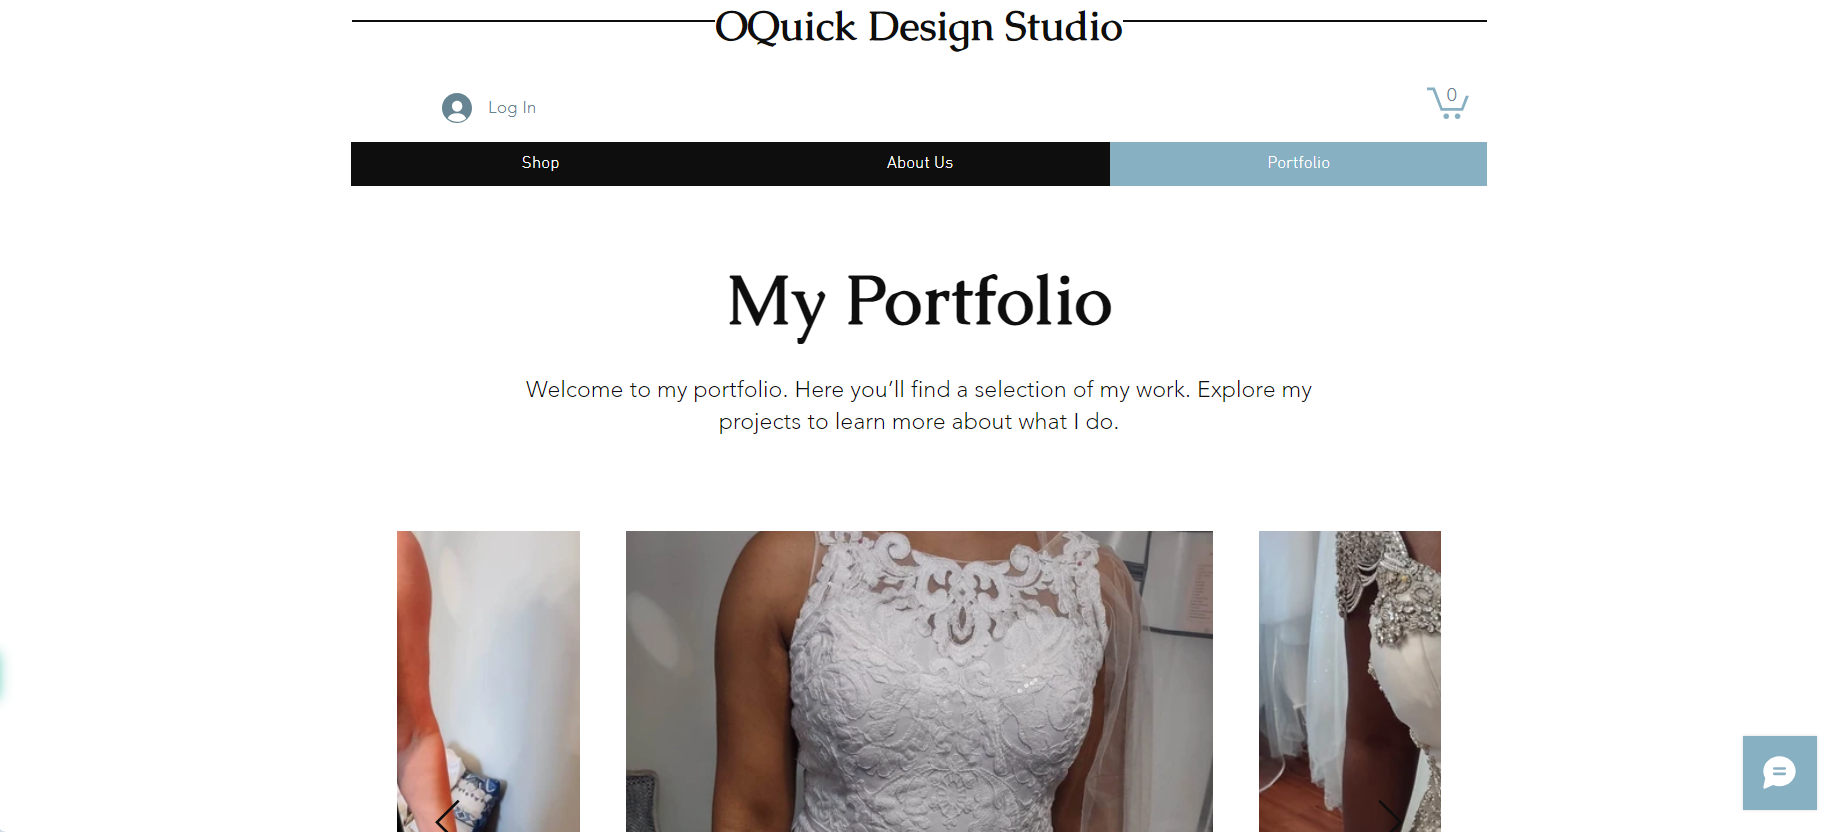 OQuick Design Studio
Log In
0
Shop
About Us
Portfolio
My Portfolio
Welcome to my portfolio. Here you’ll find a selection of my work. Explore my
projects to learn more about what I do.